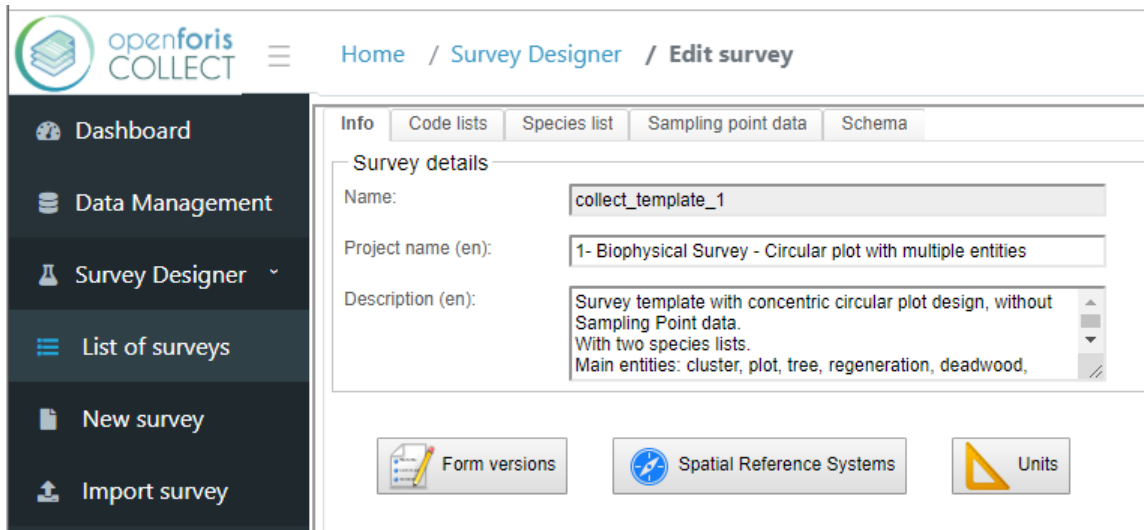 openforis
COLLECT
Home / Survey Designer / Edit survey
Dashboard
Data Management
Survey Designer
List of surveys
New survey
Import survey
Info Code lists Species list Sampling point data Schema
Survey details
Name: collect_template_1
Project name (en): 1- Biophysical Survey - Circular plot with multiple entities
Description (en): Survey template with concentric circular plot design, without
Sampling Point data.
With two species lists.
Main entities: cluster, plot, tree, regeneration, deadwood,
Form versions Spatial Reference Systems Units